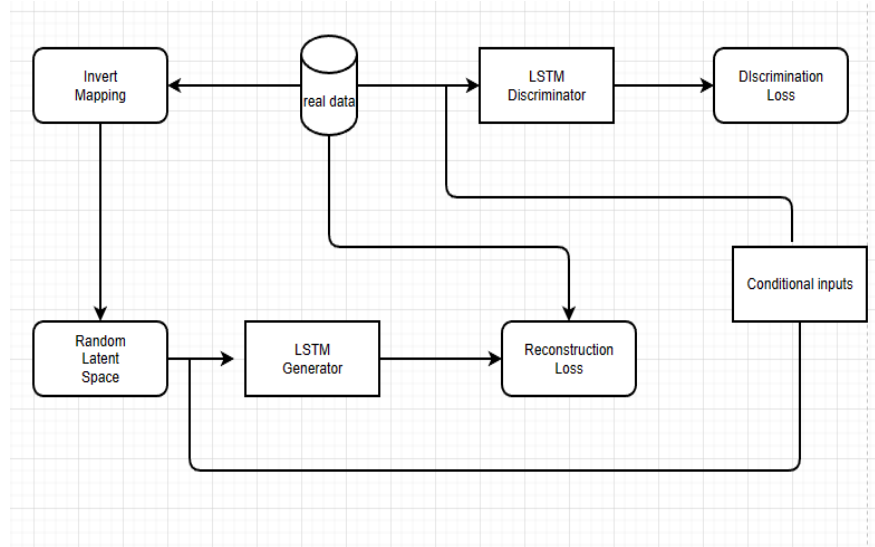 Invert
Mapping
real data
LSTM
Discriminator
DIscrimination
Loss
Conditional inputs
Random
Latent
Space
LSTM
Generator
Reconstruction
Loss